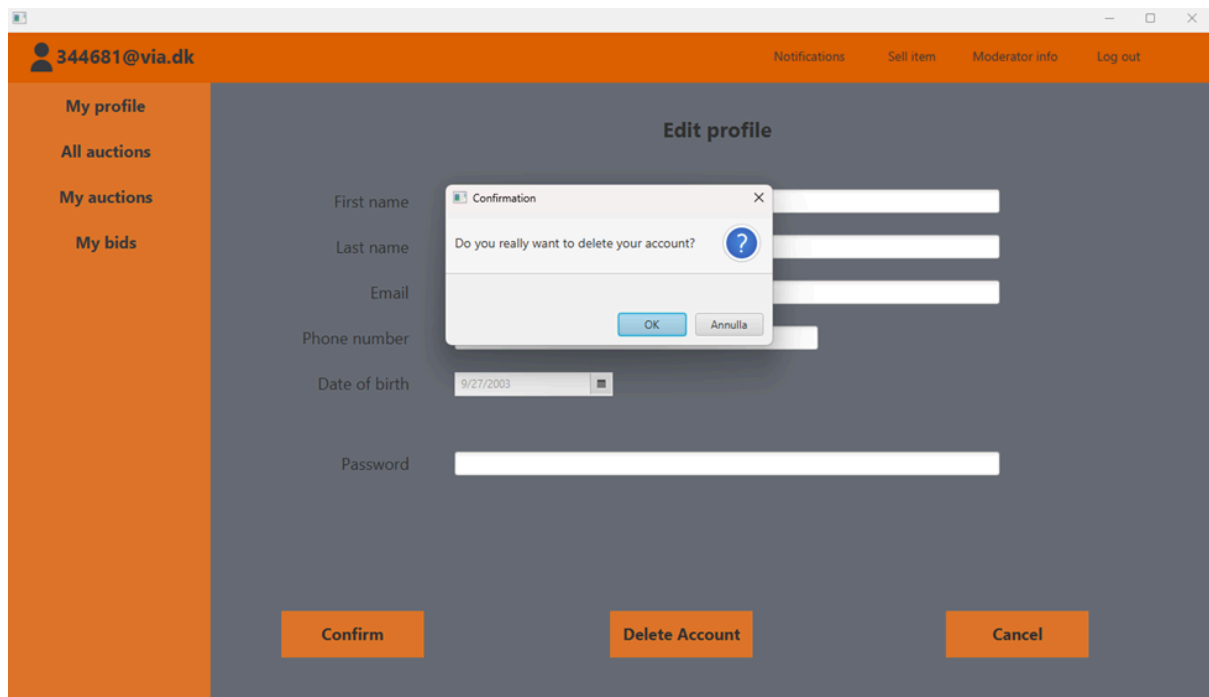 344681@via.dk
Notifications
Sell item
Moderator info
Log out
My profile
All auctions
My auctions
My bids
Edit profile
First name
Last name
Email
Phone number
Date of birth
9/27/2003
Password
Confirmation
Do you really want to delete your account?
?
OK
Annulla
Confirm
Delete Account
Cancel